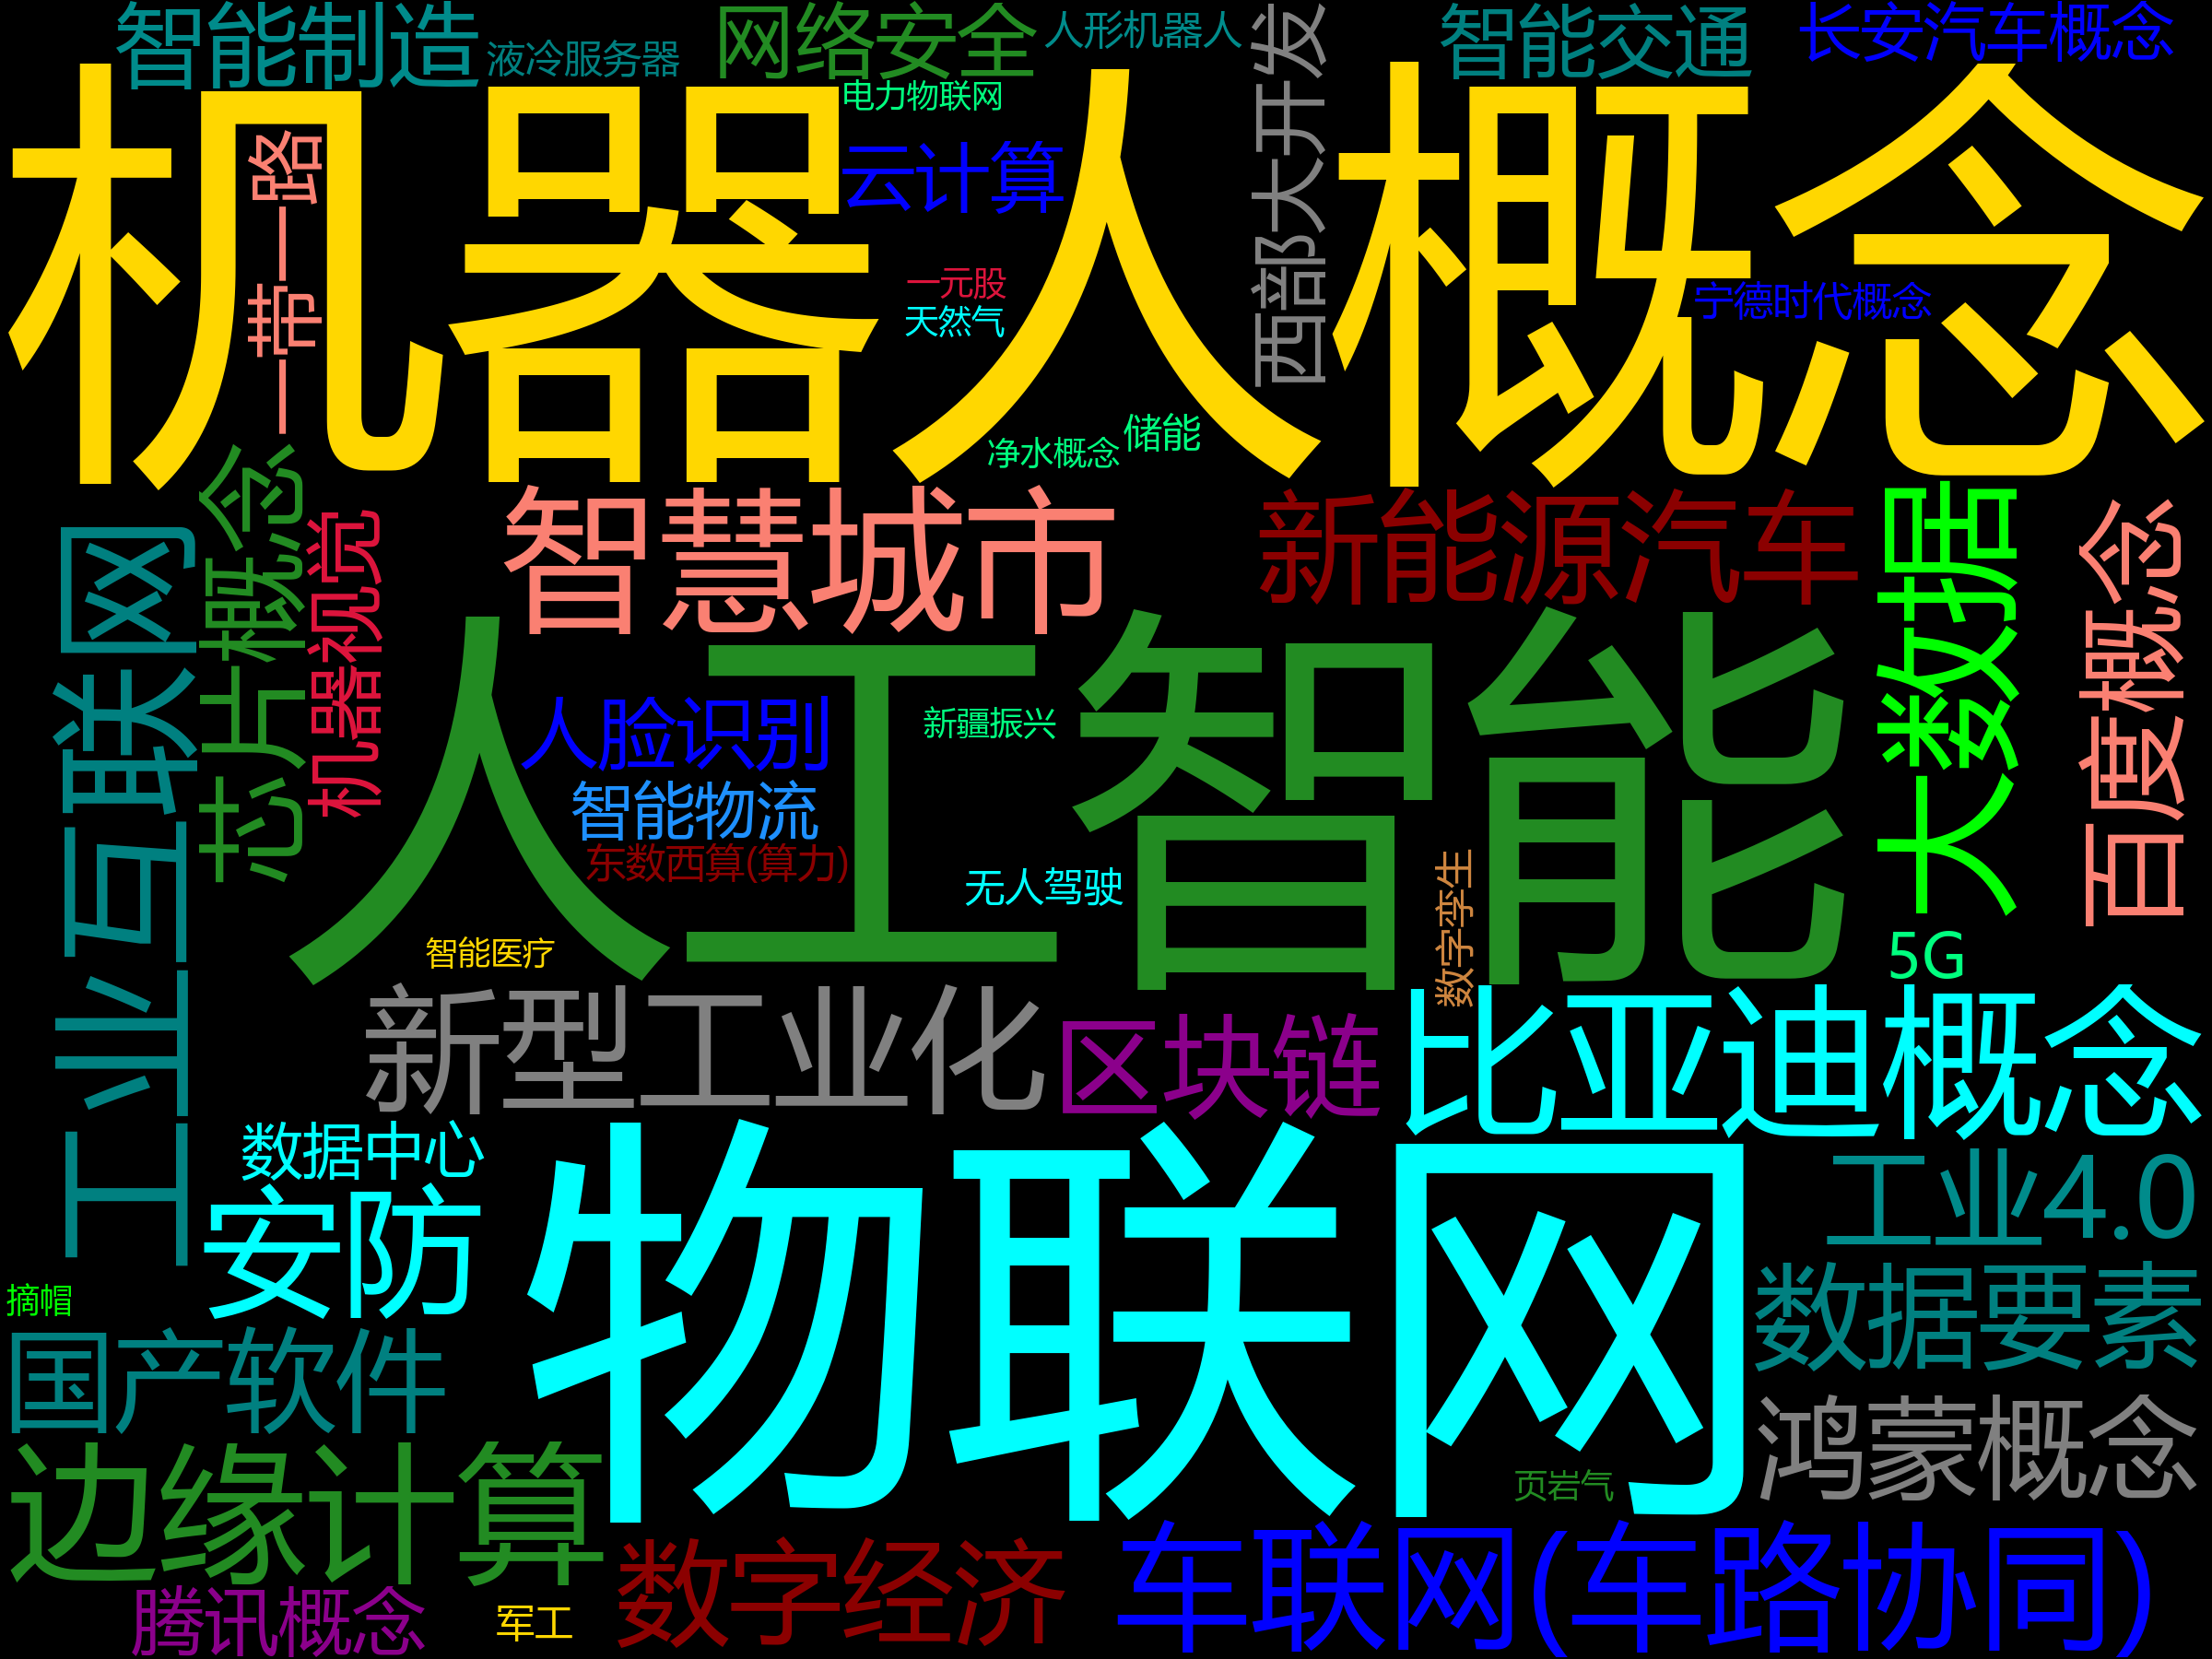 智能制造
液冷服务器
网络安全
人形机器人
智能交通
长安汽车概念
电力物联网
机器人概念
一带一路
云计算
西部大开发
一元股
天然气
宁德时代概念
净水概念
储能
智慧城市
新能源汽车
大数据
百度概念
工业互联网
芯片概念
机器视觉
人工智能
人脸识别
新疆振兴
智能物流
东数西算(算力)
无人驾驶
数字孪生
智能医疗
5G
新型工业化
区块链
比亚迪概念
数据中心
物联网
工业4.0
安防
摘帽
数据要素
国产软件
鸿蒙概念
边缘计算
页岩气
数字经济
车联网(车路协同)
腾讯概念
军工